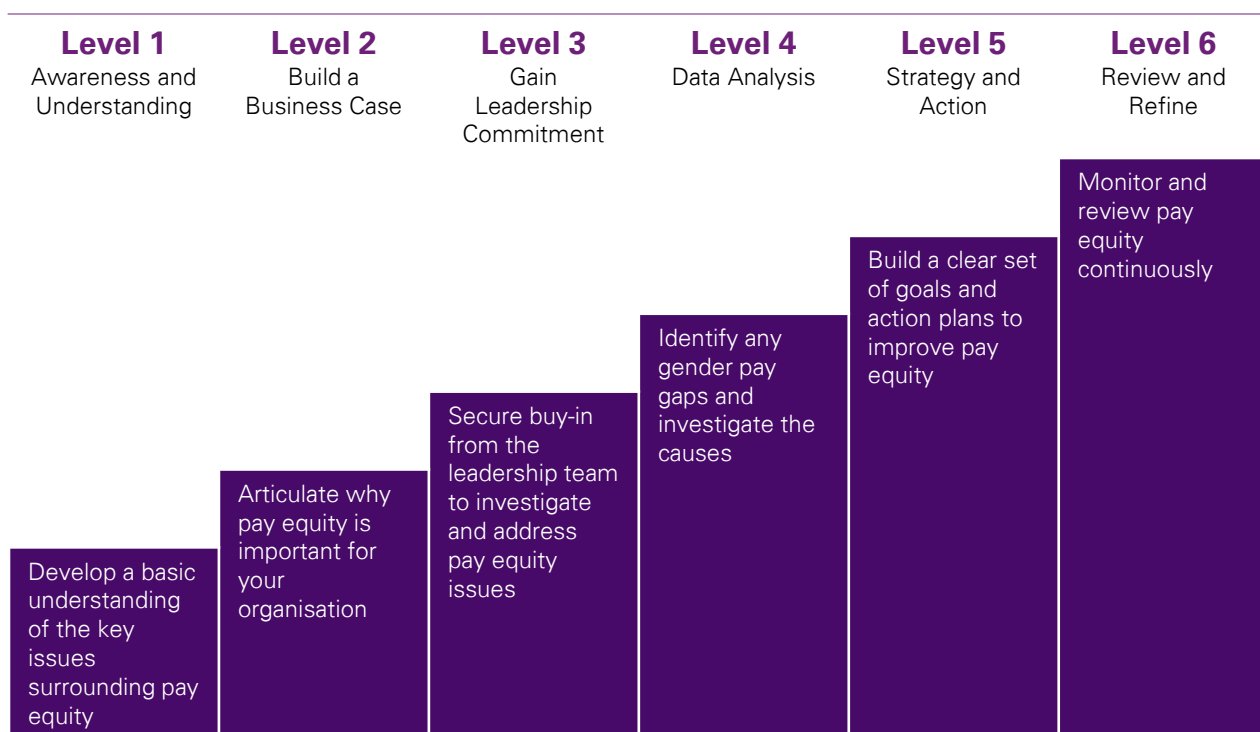 Level 1
Awareness and
Understanding
Level 2
Build a
Business Case
Level 3
Gain
Leadership
Commitment
Level 4
Data Analysis
Level 5
Strategy and
Action
Level 6
Review and
Refine
Develop a basic
understanding
of the key
issues
surrounding pay
equity
Articulate why
pay equity is
important for
your
organisation
Secure buy-in
from the
leadership team
to investigate
and address
pay equity
issues
Identify any
gender pay
gaps and
investigate the
causes
Build a clear set
of goals and
action plans to
improve pay
equity
Monitor and
review pay
equity
continuously